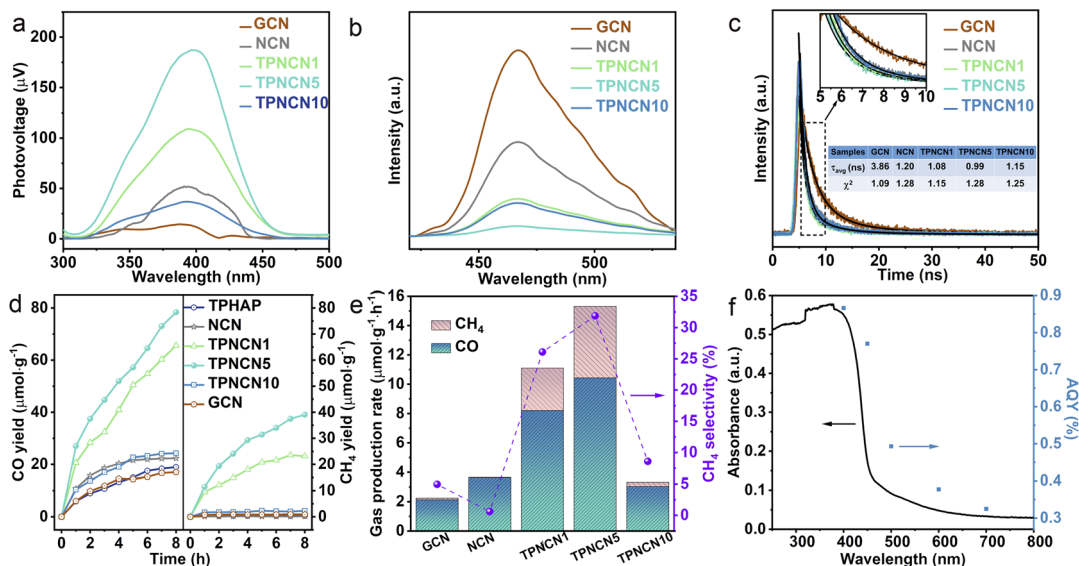 a
200
150
100
50
0
Photovoltage (μV)
GCN
NCN
TPNCN1
TPNCN5
TPNCN10
300 350 400 450 500
Wavelength (nm)
b
Intensity (a.u.)
GCN
NCN
TPNCN1
TPNCN5
TPNCN10
450 500
Wavelength (nm)
c
Intensity (a.u.)
5 6 7 8 9 10
GCN
NCN
TPNCN1
TPNCN5
TPNCN10
Samples GCN NCN TPNCN1 TPNCN5 TPNCN10
τavg (ns) 3.86 1.20 1.08 0.99 1.15
χ² 1.09 1.28 1.15 1.28 1.25
0 10 20 30 40 50
Time (ns)
d
80
60
40
20
0
CO yield (μmol·g⁻¹)
TPHAP
NCN
TPNCN1
TPNCN5
TPNCN10
GCN
80
70
60
50
40
30
20
10
0
CH₄ yield (μmol·g⁻¹)
0 2 4 6 8 0 2 4 6 8
Time (h)
e
16
14
12
10
8
6
4
2
0
Gas production rate (μmol·g⁻¹·h⁻¹)
CH₄
CO
35
30
25
20
15
10
5
0
CH₄ selectivity (%)
GCN NCN TPNCN1 TPNCN5 TPNCN10
f
0.6
0.5
0.4
0.3
0.2
0.1
0.0
Absorbance (a.u.)
0.9
0.8
0.7
0.6
0.5
0.4
0.3
AQY (%)
300 400 500 600 700 800
Wavelength (nm)